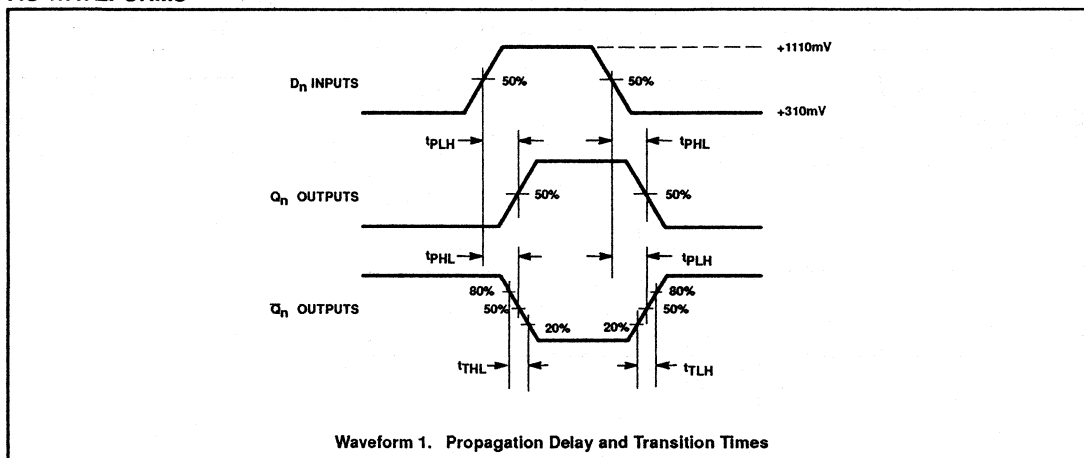 +1110mV
Dn INPUTS
50%
50%
+310mV
tPLH
tPHL
Qn OUTPUTS
50%
50%
tPHL
tPLH
Q̅n OUTPUTS
80%
80%
50%
50%
20%
20%
tTHL
tTLH
Waveform 1. Propagation Delay and Transition Times